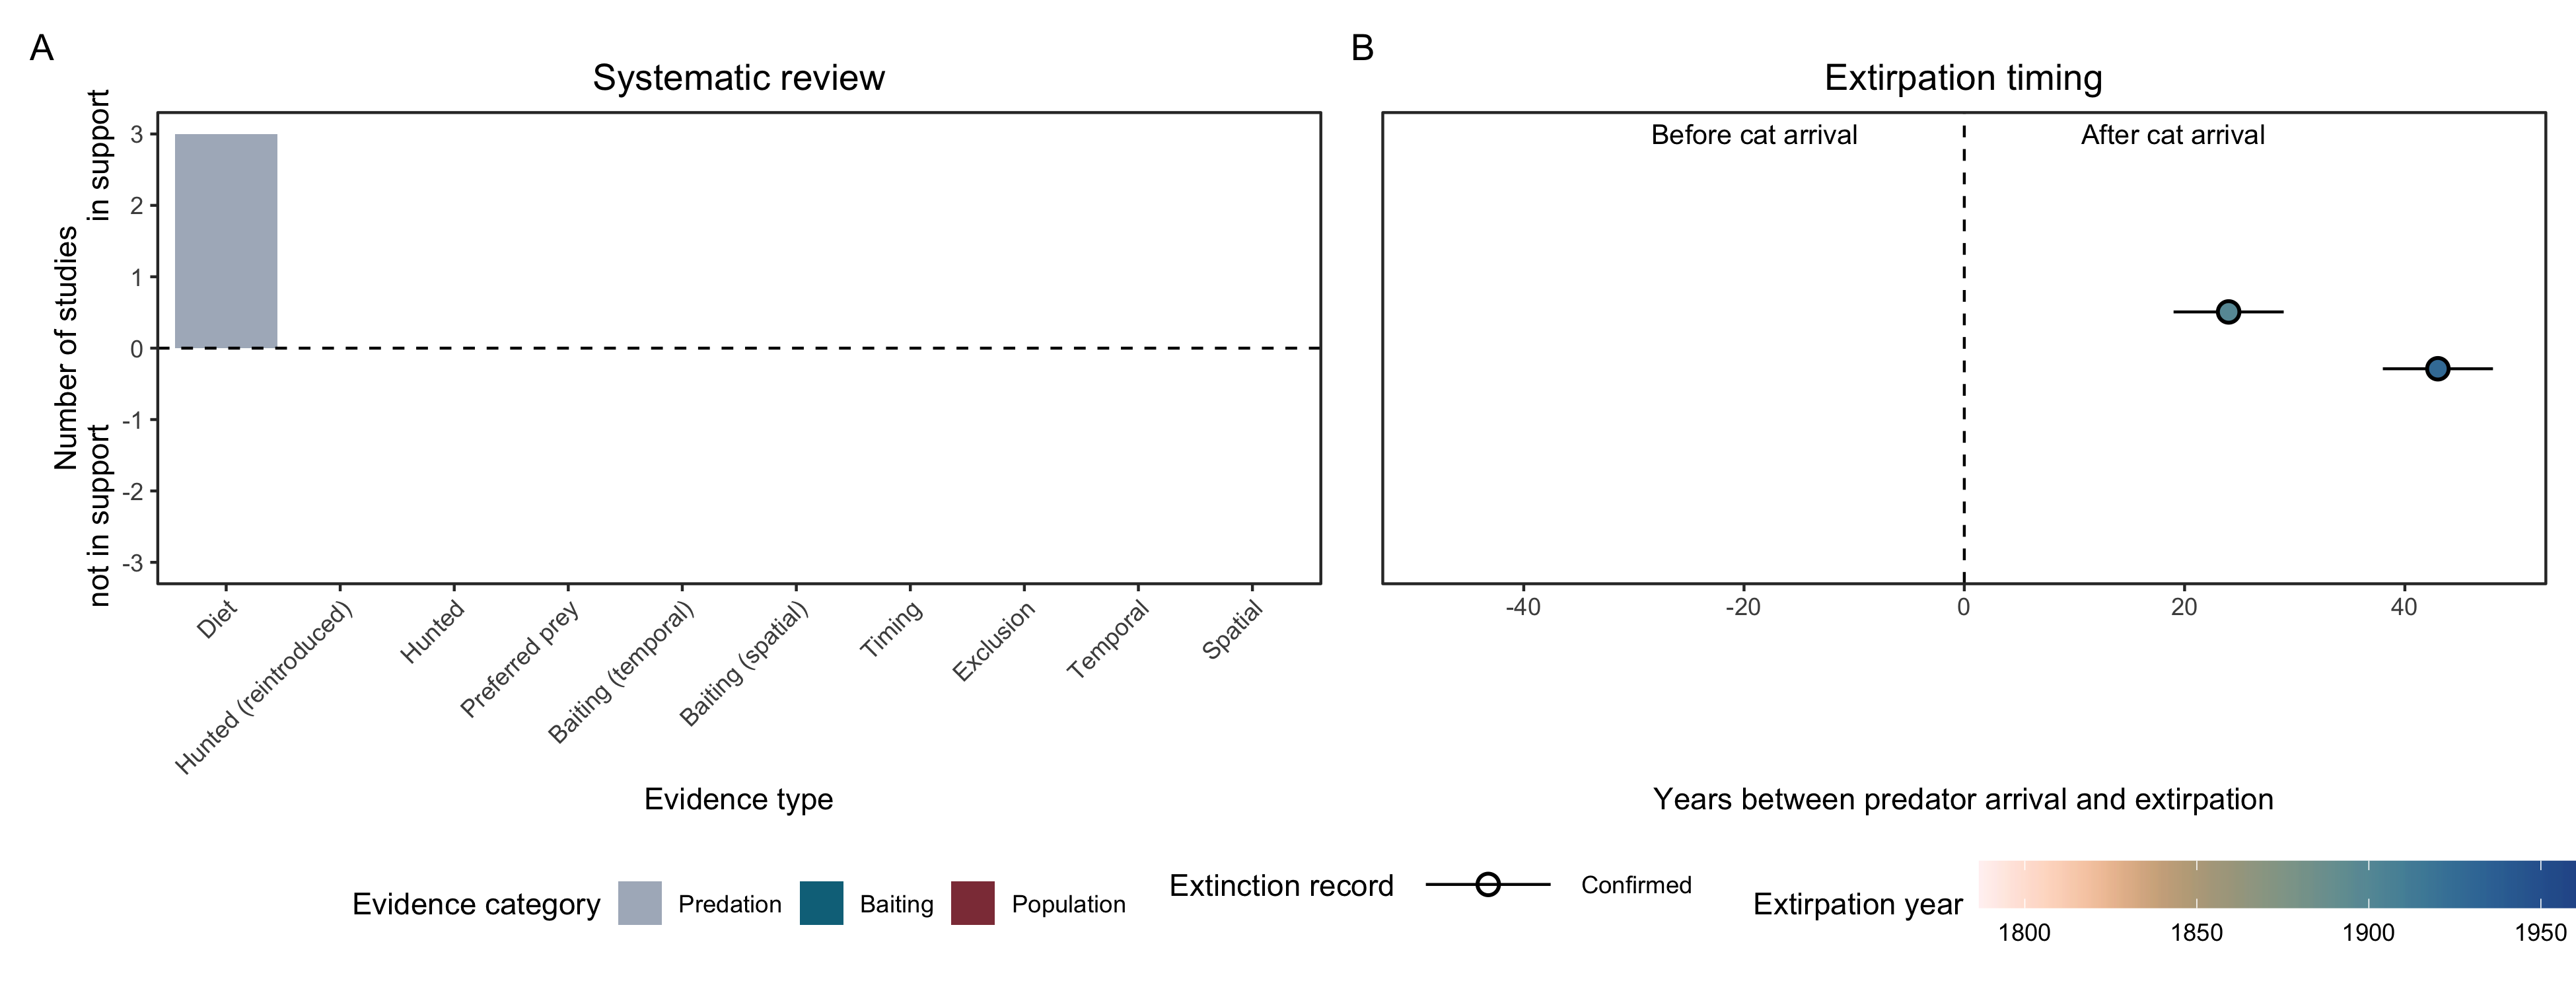 A
Systematic review
Number of studies
in support
not in support
3
2
1
0
-1
-2
-3
Diet
Hunted (reintroduced)
Hunted
Preferred prey
Baiting (temporal)
Baiting (spatial)
Timing
Exclusion
Temporal
Spatial
Evidence type
B
Extirpation timing
Before cat arrival
After cat arrival
-40
-20
0
20
40
Years between predator arrival and extirpation
Evidence category
Predation
Baiting
Population
Extinction record
Confirmed
Extirpation year
1800
1850
1900
1950